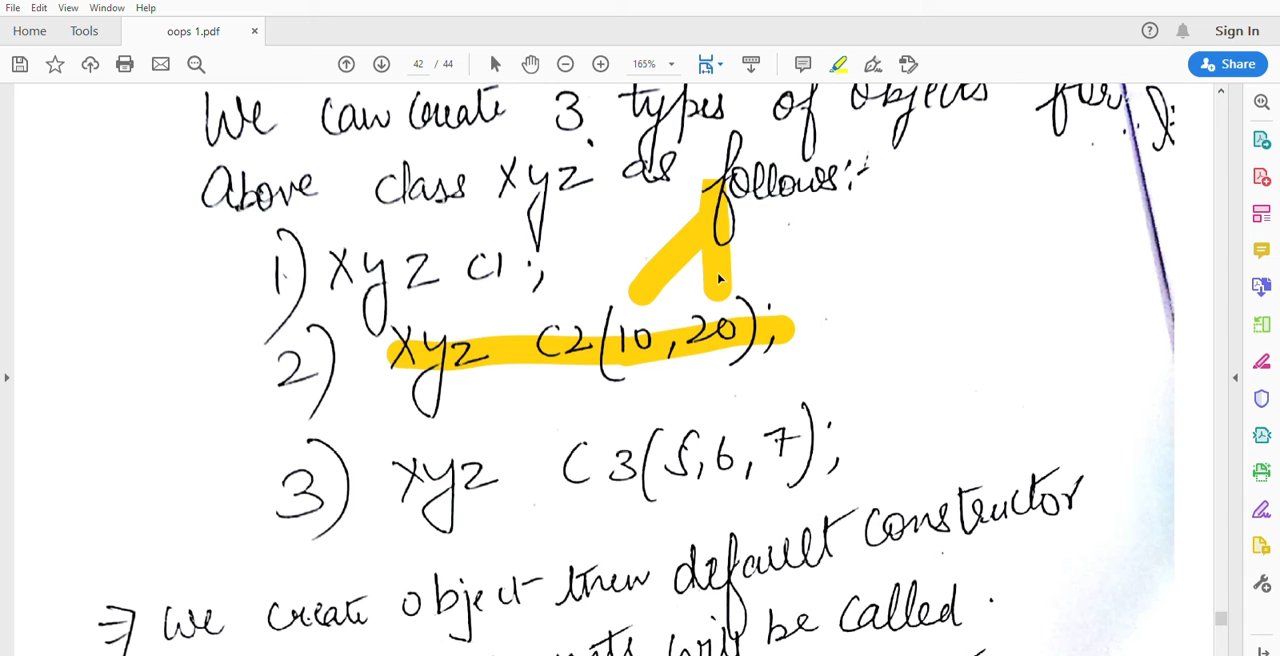 File Edit View Window Help
Home Tools oops 1.pdf × Sign In
42 / 44 165% Share
We can create 3 types of objects for
Above class Xyz as follows:-
1) Xyz C1;
2) Xyz C2(10,20);
3) Xyz C3(5,6,7);
⇒ We create object then default constructor
will be called.